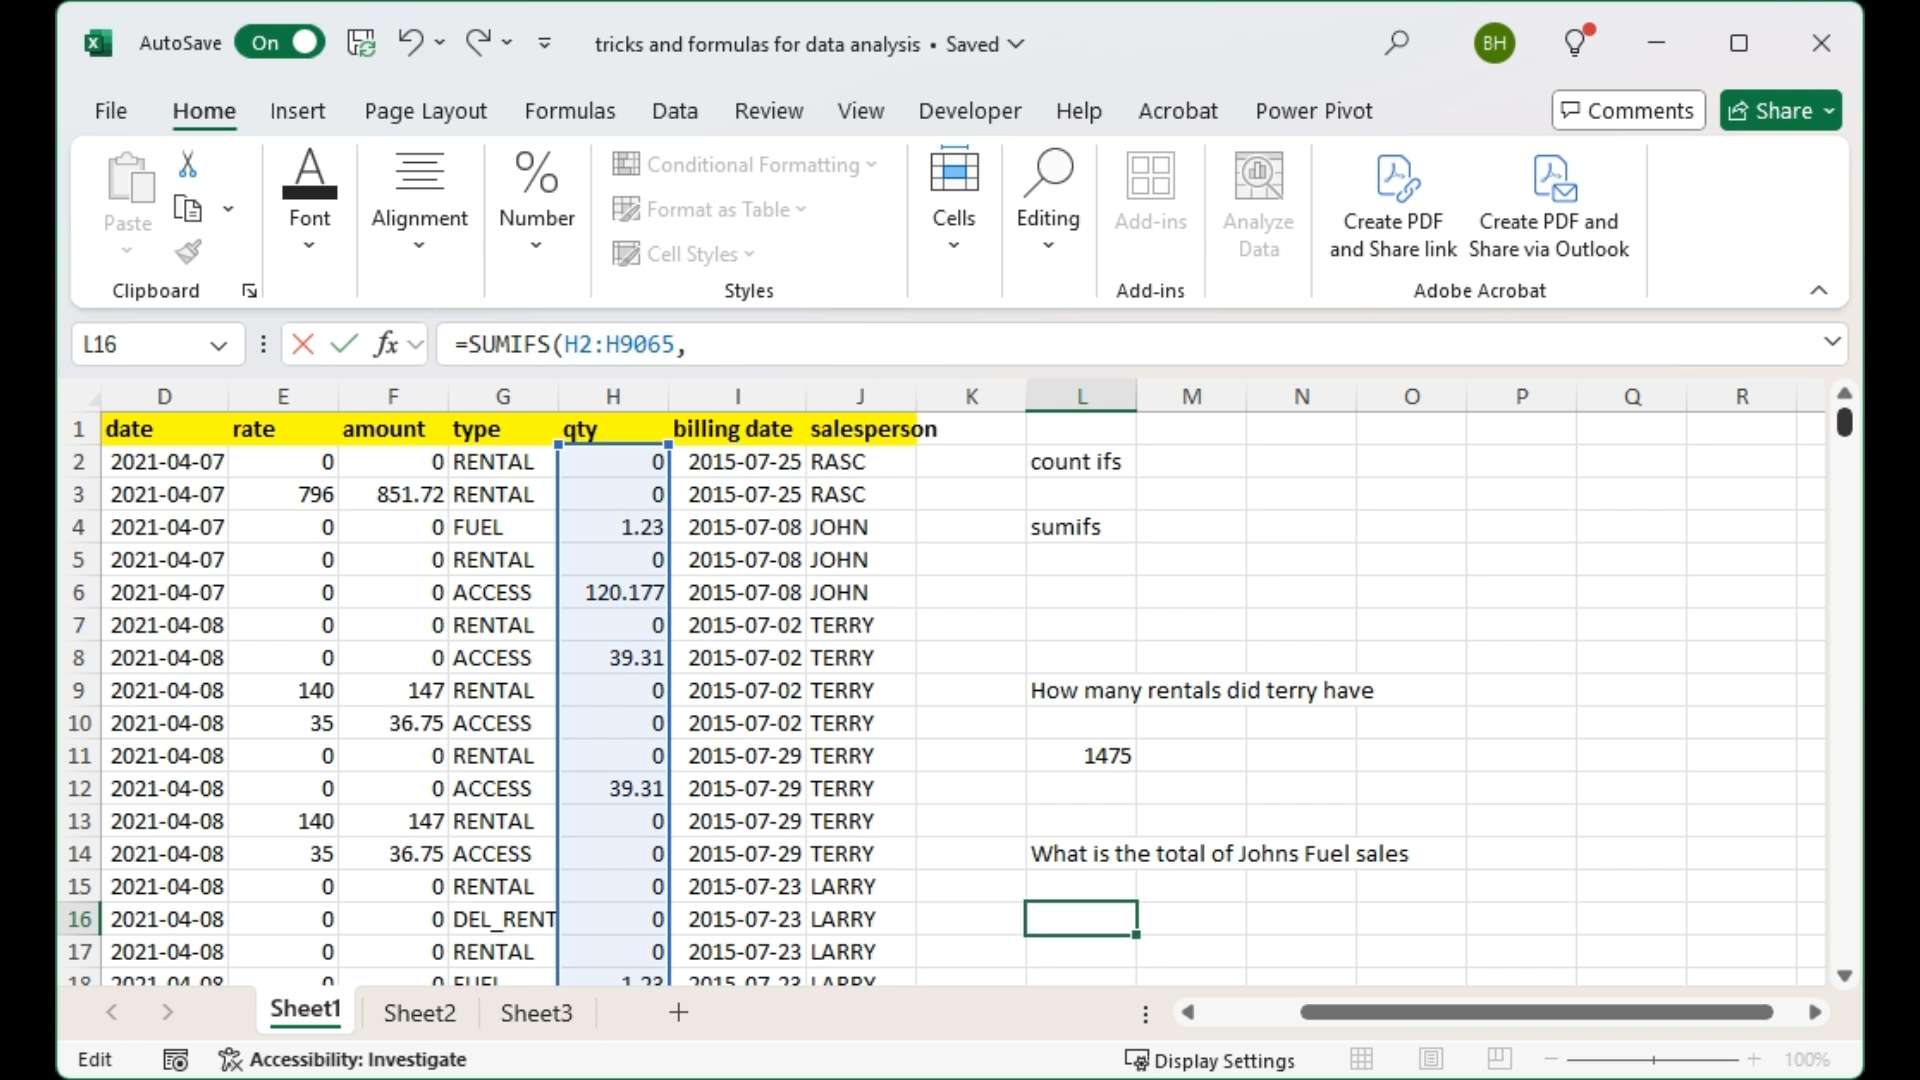 AutoSave On tricks and formulas for data analysis • Saved BH
File Home Insert Page Layout Formulas Data Review View Developer Help Acrobat Power Pivot Comments Share
Paste Font Alignment Number Conditional Formatting Format as Table Cell Styles Cells Editing Add-ins Analyze Data Create PDF and Share link Create PDF and Share via Outlook
Clipboard Styles Add-ins Adobe Acrobat
L16 fx =SUMIFS(H2:H9065,
D E F G H I J K L M N O P Q R
1 date rate amount type qty billing date salesperson
2 2021-04-07 0 0 RENTAL 0 2015-07-25 RASC count ifs
3 2021-04-07 796 851.72 RENTAL 0 2015-07-25 RASC
4 2021-04-07 0 0 FUEL 1.23 2015-07-08 JOHN sumifs
5 2021-04-07 0 0 RENTAL 0 2015-07-08 JOHN
6 2021-04-07 0 0 ACCESS 120.177 2015-07-08 JOHN
7 2021-04-08 0 0 RENTAL 0 2015-07-02 TERRY
8 2021-04-08 0 0 ACCESS 39.31 2015-07-02 TERRY
9 2021-04-08 140 147 RENTAL 0 2015-07-02 TERRY How many rentals did terry have
10 2021-04-08 35 36.75 ACCESS 0 2015-07-02 TERRY
11 2021-04-08 0 0 RENTAL 0 2015-07-29 TERRY 1475
12 2021-04-08 0 0 ACCESS 39.31 2015-07-29 TERRY
13 2021-04-08 140 147 RENTAL 0 2015-07-29 TERRY
14 2021-04-08 35 36.75 ACCESS 0 2015-07-29 TERRY What is the total of Johns Fuel sales
15 2021-04-08 0 0 RENTAL 0 2015-07-23 LARRY
16 2021-04-08 0 0 DEL_RENT 0 2015-07-23 LARRY
17 2021-04-08 0 0 RENTAL 0 2015-07-23 LARRY
18 2021-04-08 0 0 FUEL 1.23 2015-07-23 LARRY
Sheet1 Sheet2 Sheet3
Edit Accessibility: Investigate Display Settings 100%